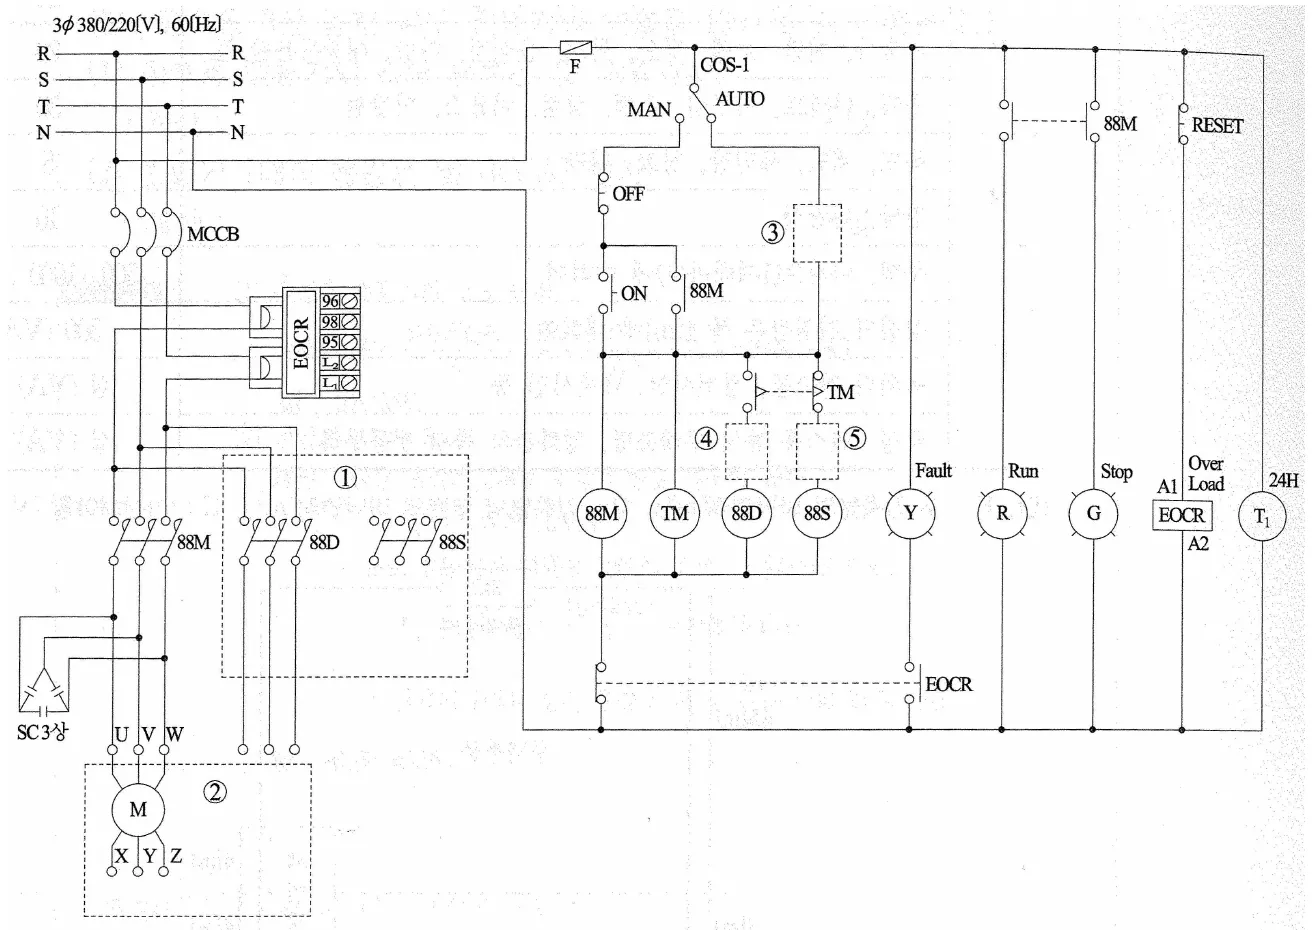 3φ 380/220[V], 60[Hz]
R R
S S
T T
N N
F
COS-1
MAN AUTO
88M
RESET
OFF
③
MCCB
ON 88M
EOCR
96
98
95
L₂
L₁
TM
④ ⑤
①
Fault Run Stop Over Load 24H
A1
88M TM 88D 88S Y R G EOCR T₁
A2
88M 88D 88S
EOCR
SC 3상
U V W
②
M
X Y Z